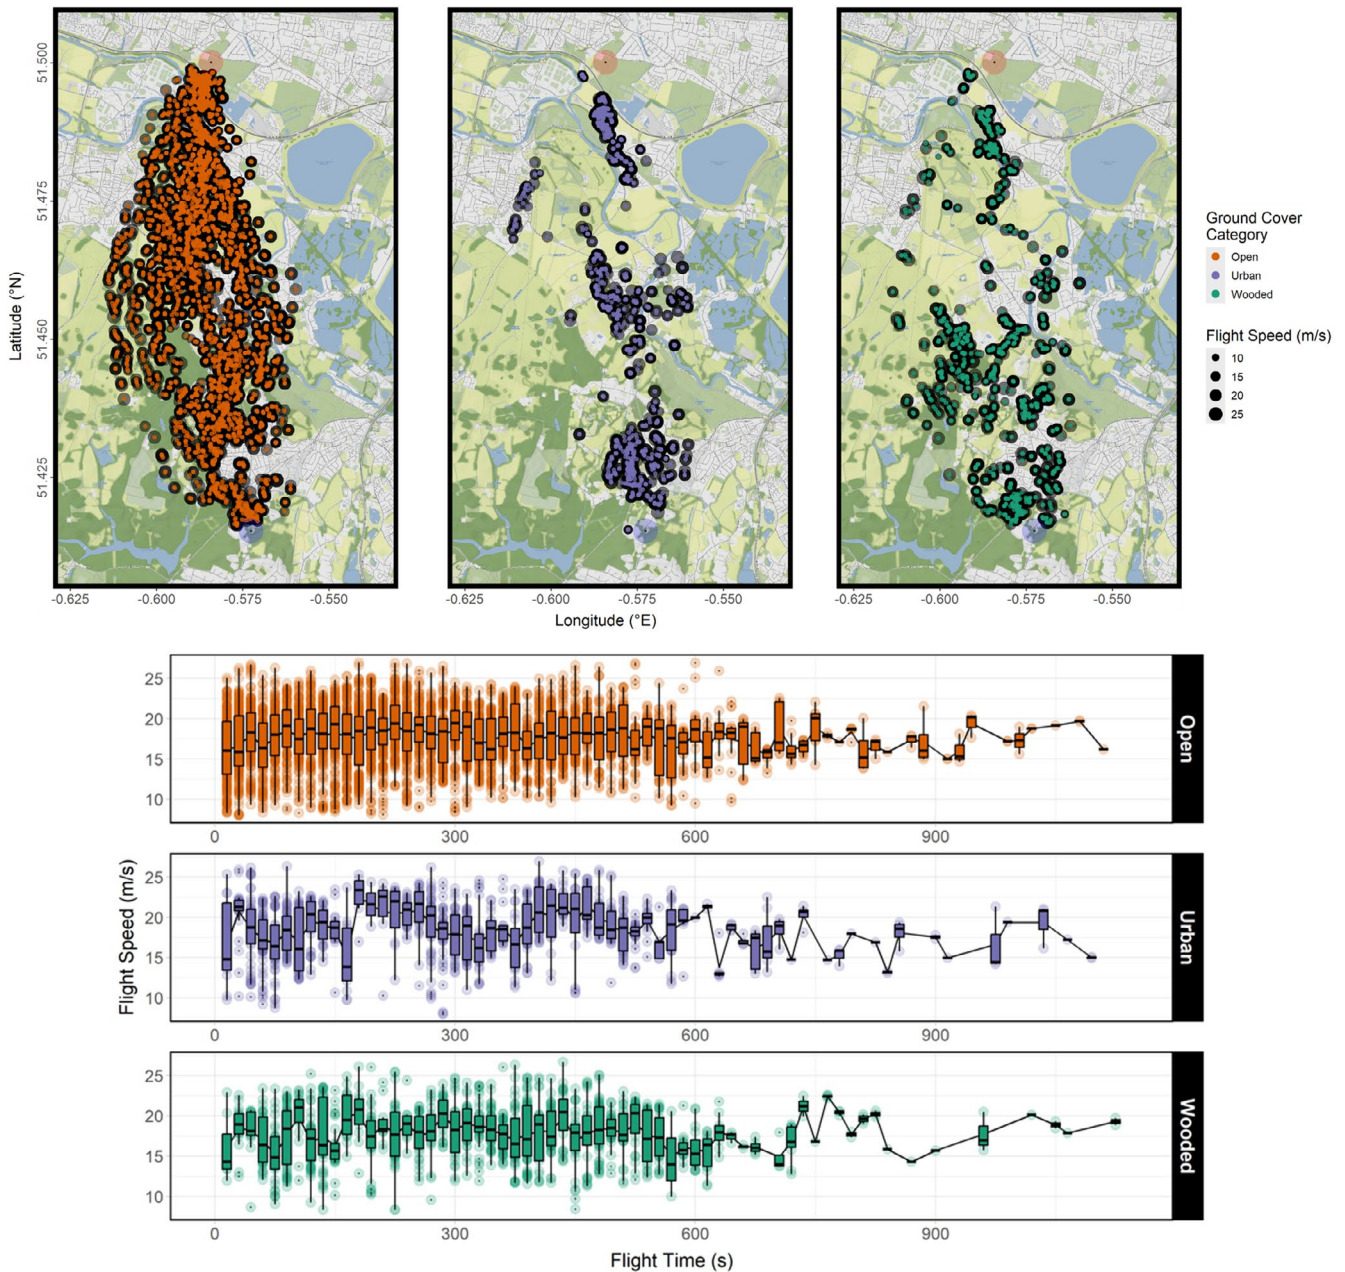 51.500
51.475
51.450
51.425
Latitude (°N)
-0.625 -0.600 -0.575 -0.550
-0.625 -0.600 -0.575 -0.550
-0.625 -0.600 -0.575 -0.550
Longitude (°E)
Ground Cover
Category
Open
Urban
Wooded
Flight Speed (m/s)
10
15
20
25
25
20
15
10
Open
0 300 600 900
25
20
15
10
Urban
0 300 600 900
25
20
15
10
Wooded
0 300 600 900
Flight Speed (m/s)
Flight Time (s)